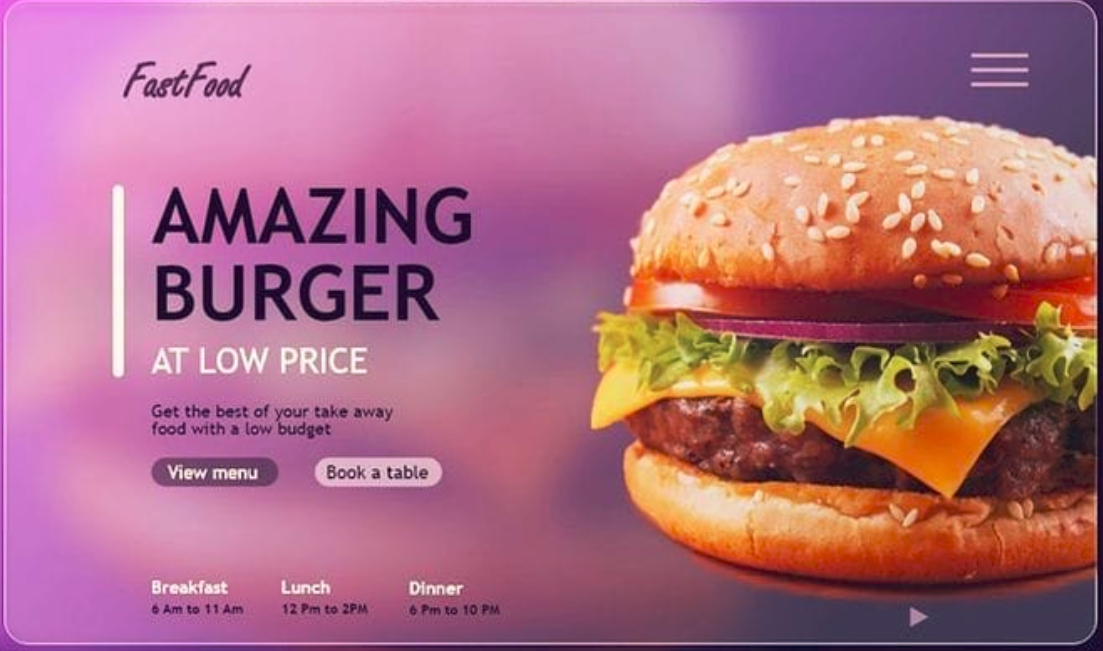 FastFood
AMAZING
BURGER
AT LOW PRICE
Get the best of your take away
food with a low budget
View menu
Book a table
Breakfast
6 Am to 11 Am
Lunch
12 Pm to 2PM
Dinner
6 Pm to 10 PM